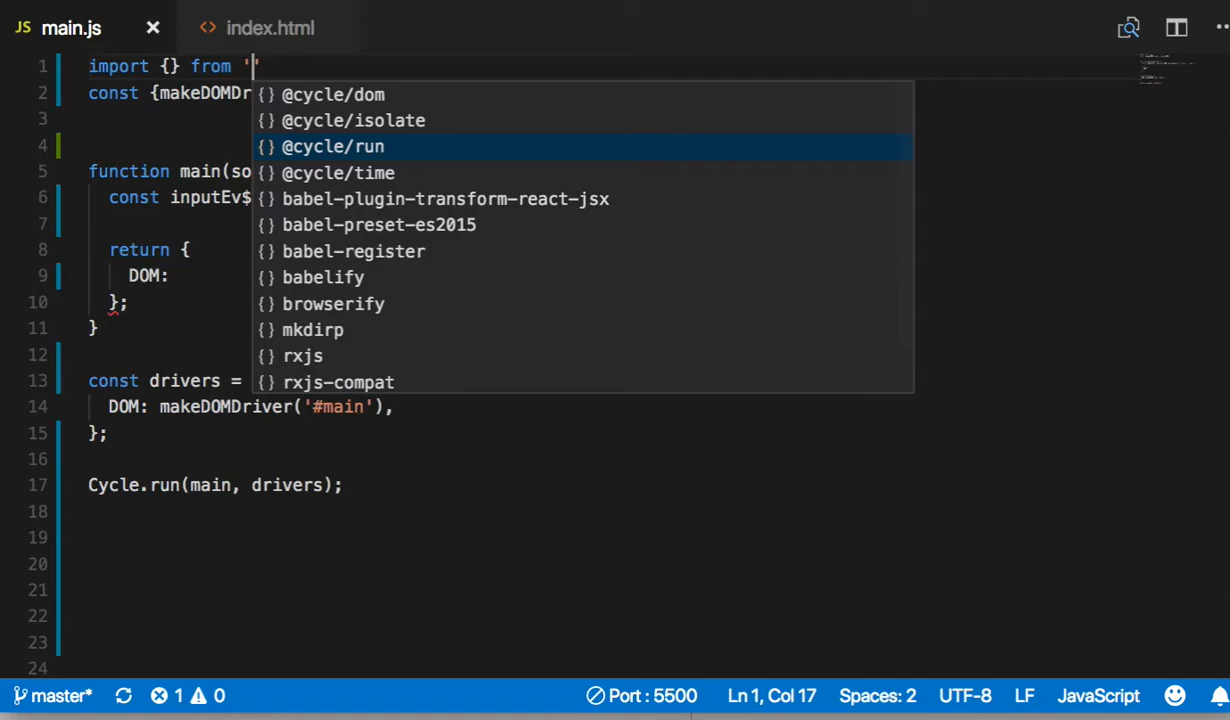 JS main.js × <> index.html
1 import {} from ''
2 const {makeDOMDr
{} @cycle/dom
{} @cycle/isolate
{} @cycle/run
{} @cycle/time
{} babel-plugin-transform-react-jsx
{} babel-preset-es2015
{} babel-register
{} babelify
{} browserify
{} mkdirp
{} rxjs
{} rxjs-compat
3
4
5 function main(so
6 const inputEv$
7
8 return {
9 DOM:
10 };
11 }
12
13 const drivers =
14 DOM: makeDOMDriver('#main'),
15 };
16
17 Cycle.run(main, drivers);
18
19
20
21
22
23
24
master* 1 0 Port : 5500 Ln 1, Col 17 Spaces: 2 UTF-8 LF JavaScript